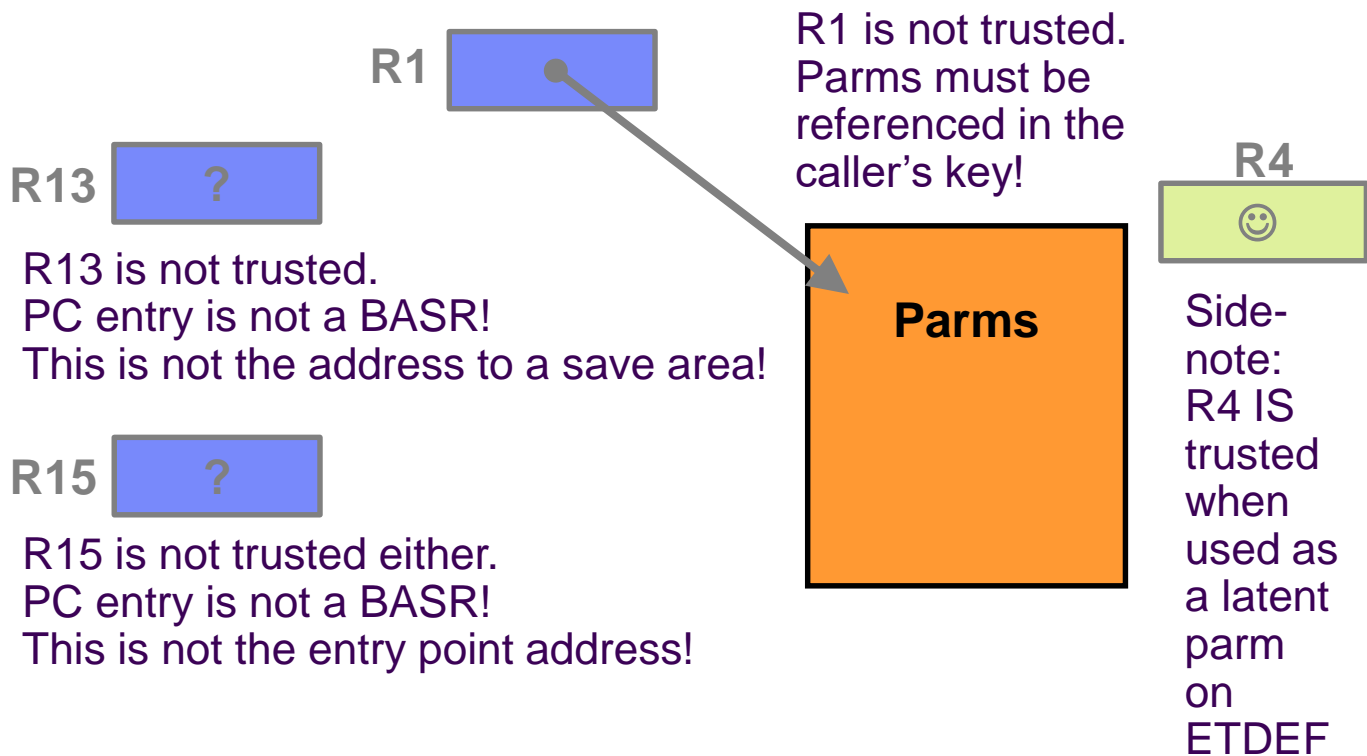 R1
R1 is not trusted.
Parms must be
referenced in the
caller's key!
R13
?
R13 is not trusted.
PC entry is not a BASR!
This is not the address to a save area!
R15
?
R15 is not trusted either.
PC entry is not a BASR!
This is not the entry point address!
Parms
R4
☺
Side-
note:
R4 IS
trusted
when
used as
a latent
parm
on
ETDEF